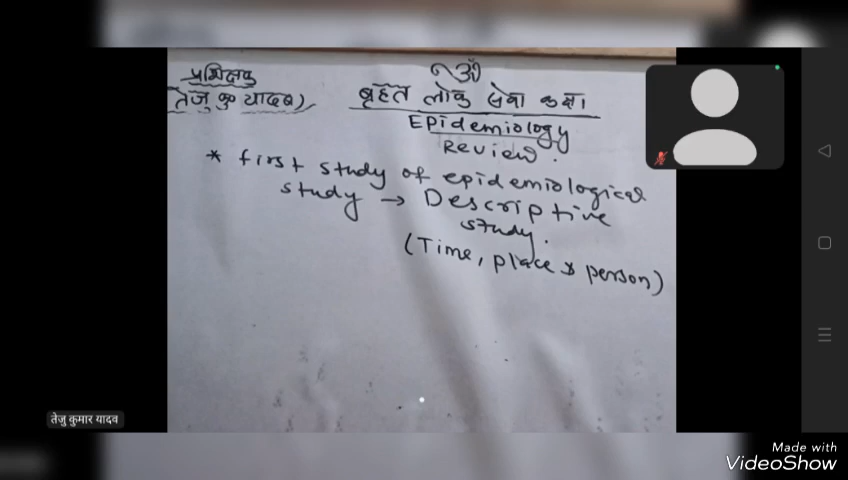 ॐ
प्रशिक्षक
तेजु कु यादव)
बृहत लोक सेवा कक्षा
Epidemiology
Review.
* first study of epidemiological
study → Descriptive
study.
(Time, place & person)
तेजु कुमार यादव
Made with
VideoShow